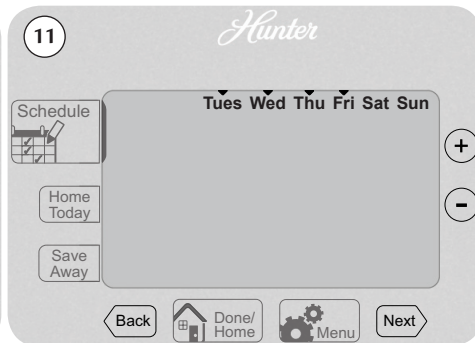 11
Hunter
Tues Wed Thu Fri Sat Sun
Schedule
+
Home
Today
-
Save
Away
Back
Done/
Home
Menu
Next